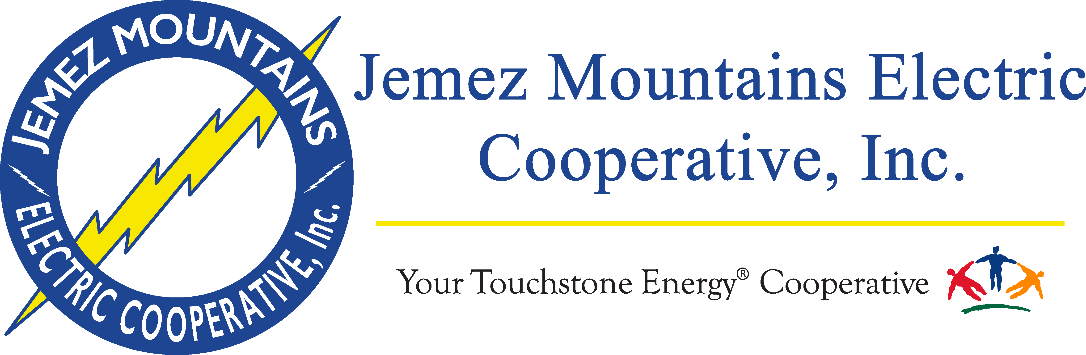 JEMEZ MOUNTAINS
ELECTRIC COOPERATIVE, Inc.
Jemez Mountains Electric
Cooperative, Inc.
Your Touchstone Energy® Cooperative